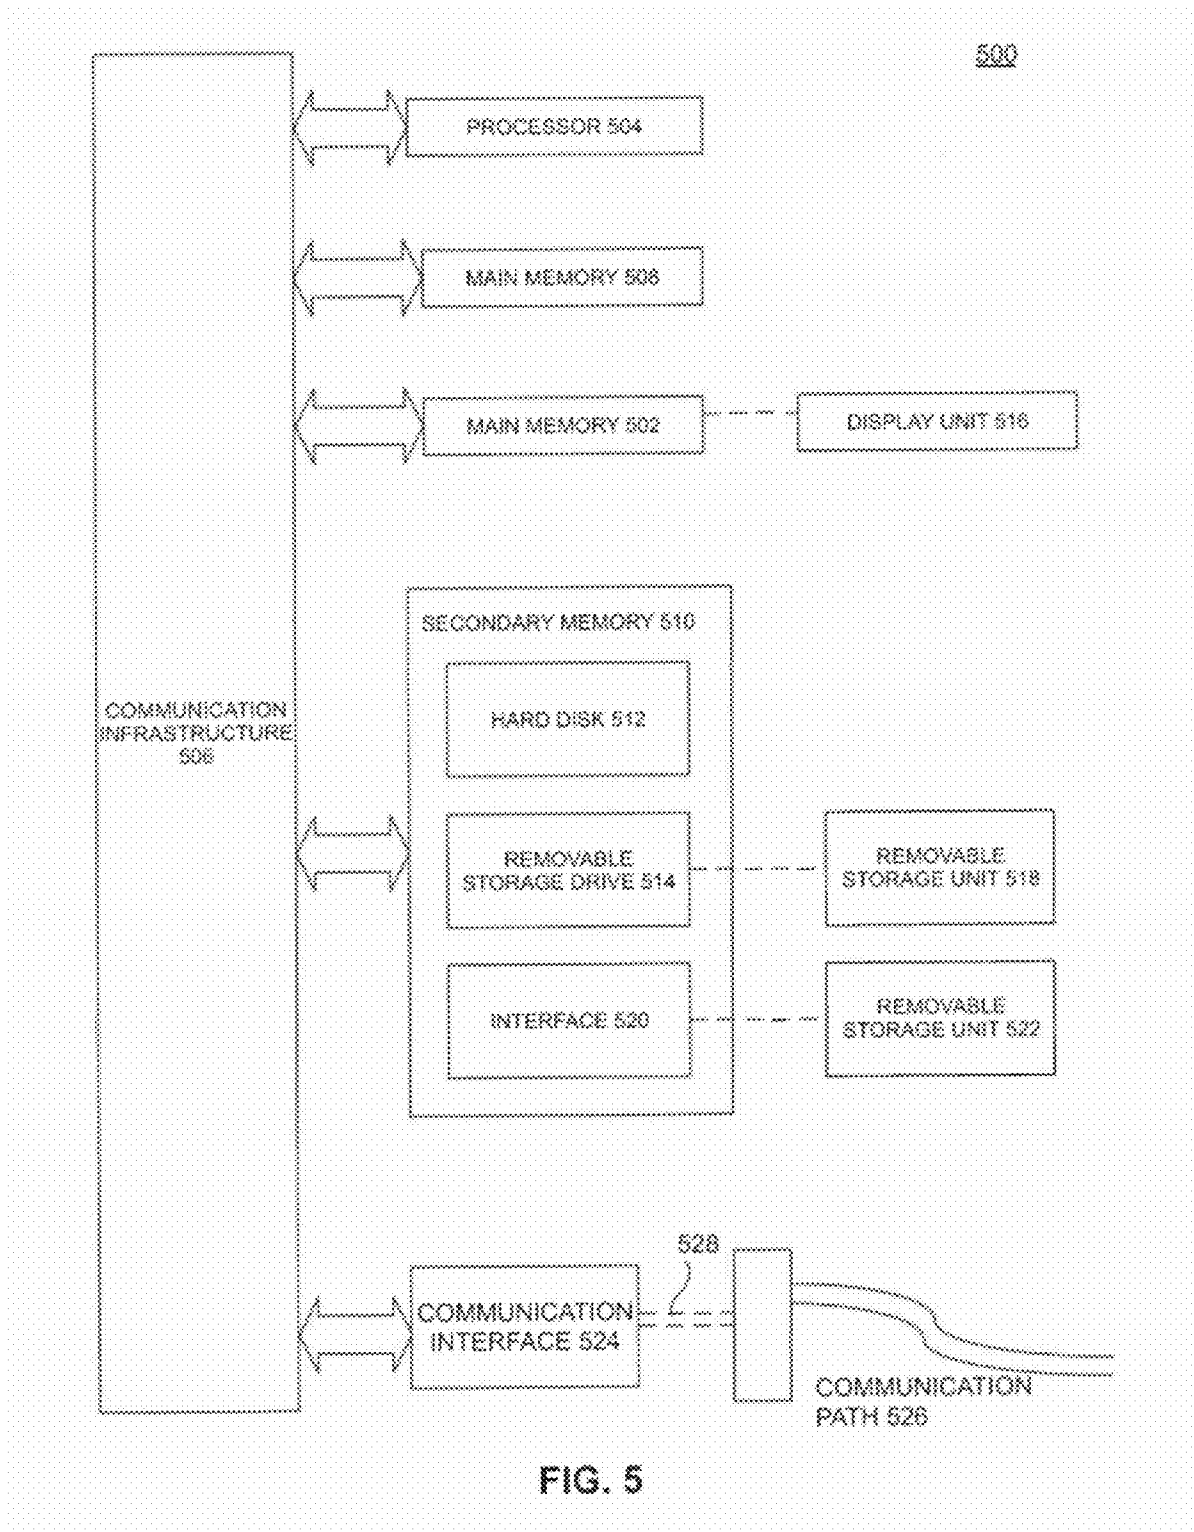 500
PROCESSOR 504
MAIN MEMORY 508
MAIN MEMORY 502
DISPLAY UNIT 516
SECONDARY MEMORY 510
HARD DISK 512
COMMUNICATION
INFRASTRUCTURE
506
REMOVABLE
STORAGE DRIVE 514
REMOVABLE
STORAGE UNIT 518
INTERFACE 520
REMOVABLE
STORAGE UNIT 522
528
COMMUNICATION
INTERFACE 524
COMMUNICATION
PATH 526
FIG. 5